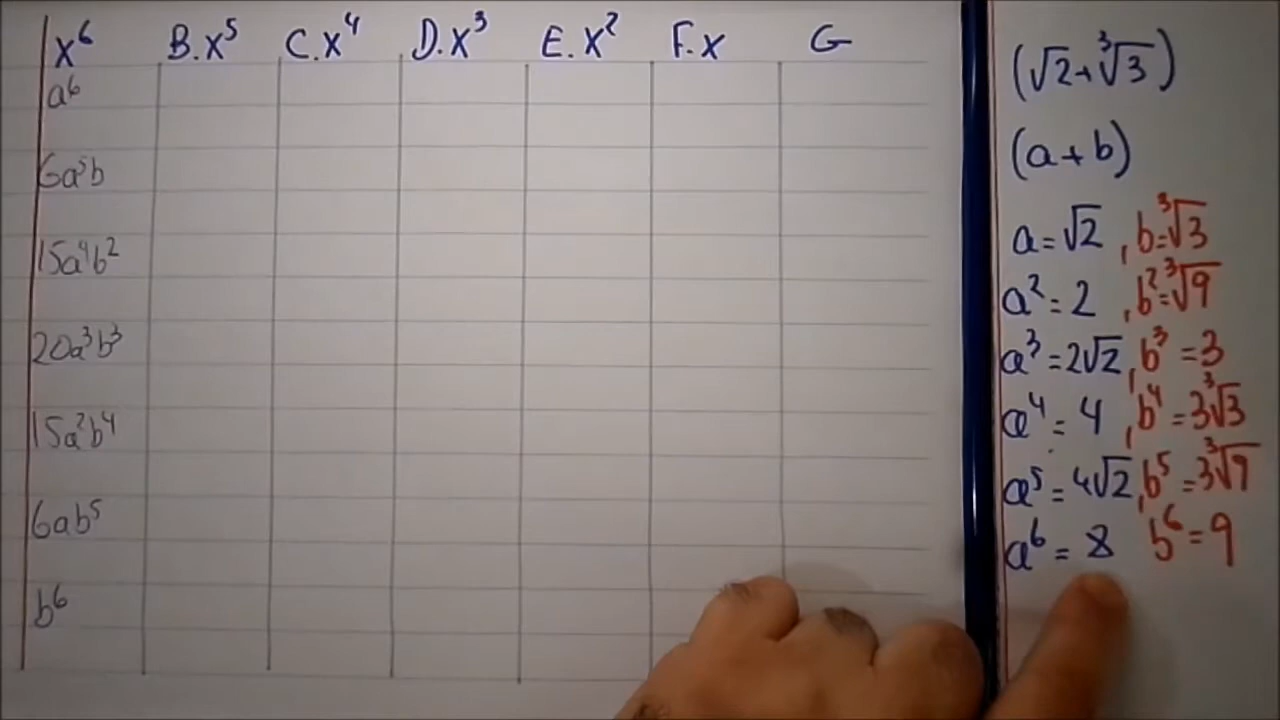 x⁶ B.x⁵ C.x⁴ D.x³ E.x² F.x G
a⁶
6a⁵b
15a⁴b²
20a³b³
15a²b⁴
6ab⁵
b⁶
(√2+∛3)
(a+b)
a=√2 , b=∛3
a²=2 , b²=∛9
a³=2√2, b³=3
a⁴=4 , b⁴=3∛3
a⁵=4√2, b⁵=3∛9
a⁶=8 b⁶=9